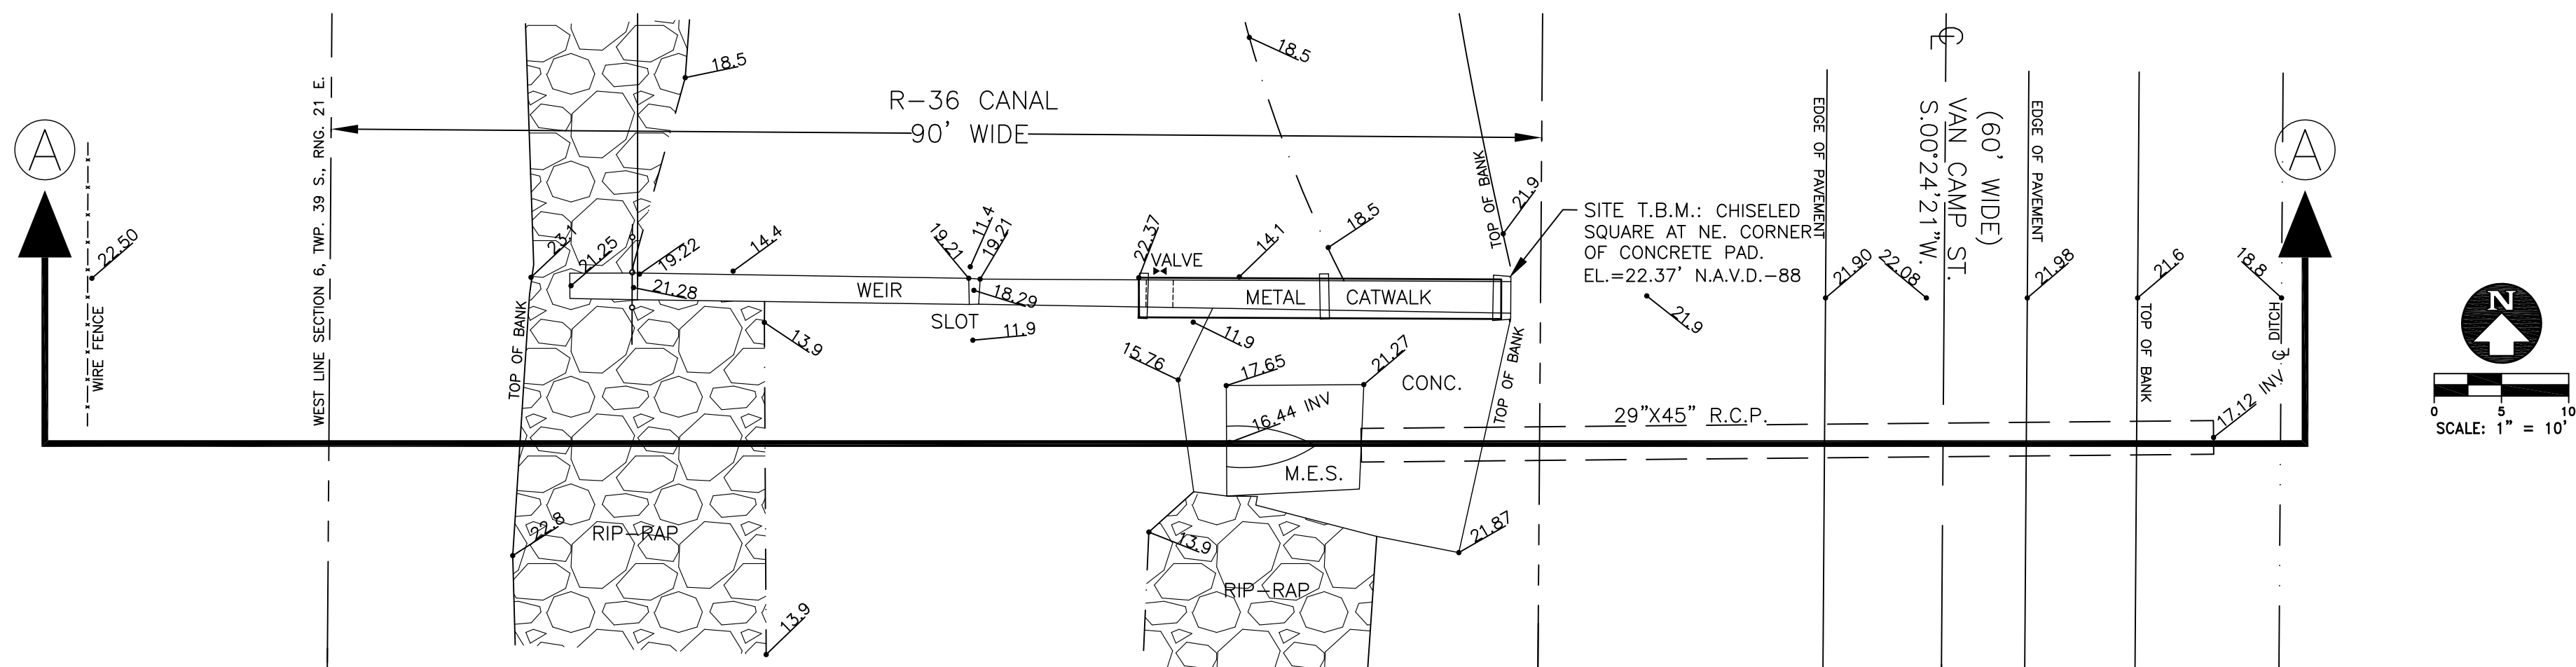 A
22.50
WIRE FENCE
WEST LINE SECTION 6, TWP. 39 S., RNG. 21 E.
18.5
R-36 CANAL
90' WIDE
18.5
TOP OF BANK
23.1
21.25
19.22
21.28
14.4
19.21
11.4
19.21
WEIR
18.29
SLOT
11.9
22.37
VALVE
14.1
18.5
METAL CATWALK
TOP OF BANK
21.9
SITE T.B.M.: CHISELED
SQUARE AT NE. CORNER
OF CONCRETE PAD.
EL.=22.37' N.A.V.D.-88
21.9
13.9
11.9
15.76
17.65
21.27
CONC.
TOP OF BANK
16.44 INV
M.E.S.
29"X45" R.C.P.
22.8
RIP-RAP
13.9
13.9
RIP-RAP
21.87
EDGE OF PAVEMENT
21.90
22.08
℄
S.00°24'21"W.
VAN CAMP ST.
(60' WIDE)
EDGE OF PAVEMENT
21.98
21.6
TOP OF BANK
18.8
DITCH ℄
17.12 INV
A
N
0 5 10
SCALE: 1" = 10'